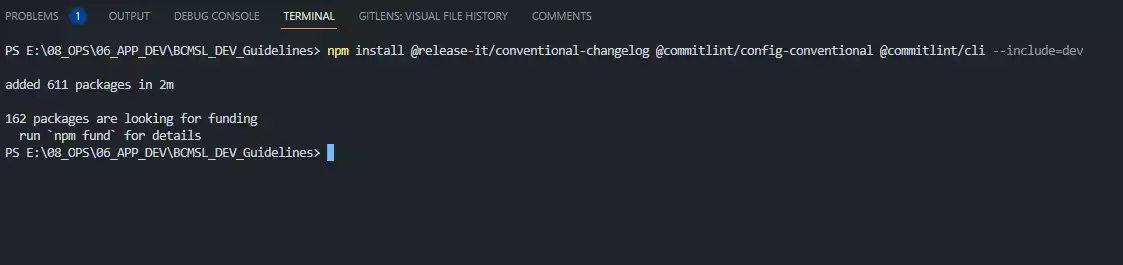 PROBLEMS 1 OUTPUT DEBUG CONSOLE TERMINAL GITLENS: VISUAL FILE HISTORY COMMENTS
PS E:\08_OPS\06_APP_DEV\BCMSL_DEV_Guidelines> npm install @release-it/conventional-changelog @commitlint/config-conventional @commitlint/cli --include=dev
added 611 packages in 2m
162 packages are looking for funding
run `npm fund` for details
PS E:\08_OPS\06_APP_DEV\BCMSL_DEV_Guidelines>